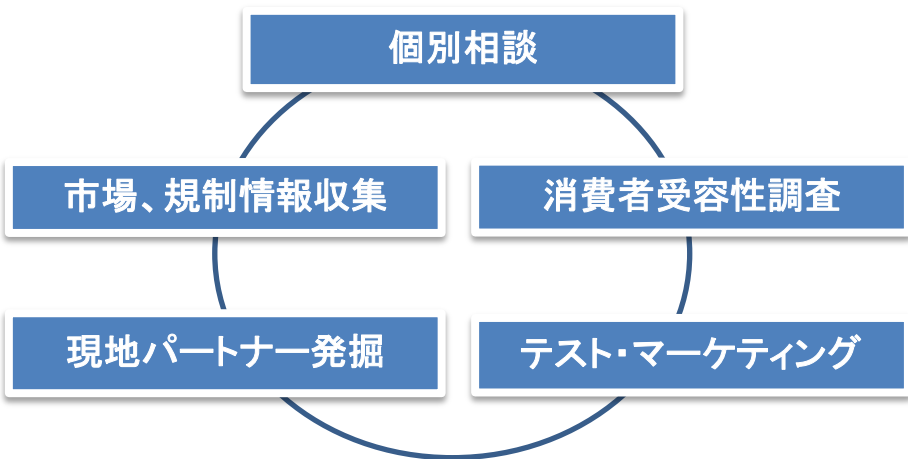 個別相談
市場、規制情報収集
消費者受容性調査
現地パートナー発掘
テスト・マーケティング